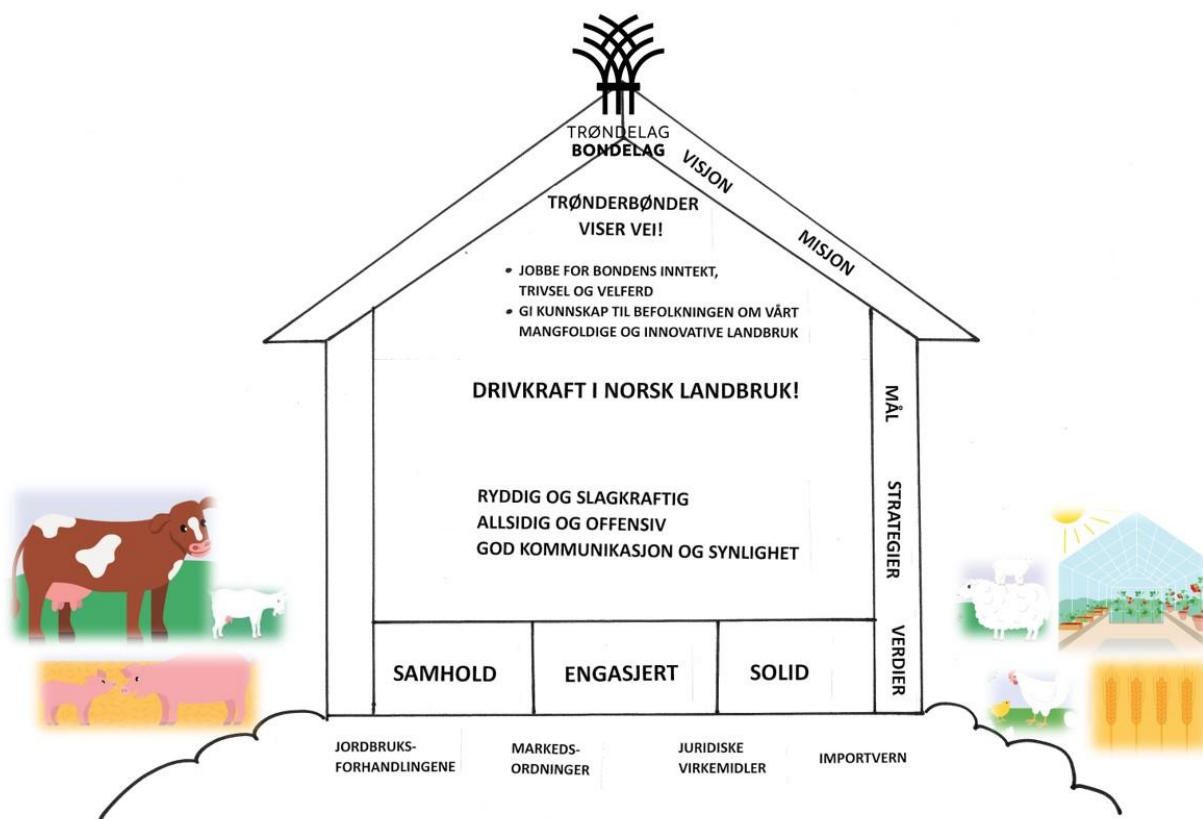 TRØNDELAG
BONDELAG
VISJON
TRØNDERBØNDER
VISER VEI!
MISJON
• JOBBE FOR BONDENS INNTEKT,
TRIVSEL OG VELFERD
• GI KUNNSKAP TIL BEFOLKNINGEN OM VÅRT
MANGFOLDIGE OG INNOVATIVE LANDBRUK
DRIVKRAFT I NORSK LANDBRUK!
MÅL
RYDDIG OG SLAGKRAFTIG
ALLSIDIG OG OFFENSIV
GOD KOMMUNIKASJON OG SYNLIGHET
STRATEGIER
SAMHOLD
ENGASJERT
SOLID
VERDIER
JORDBRUKS-
FORHANDLINGENE
MARKEDS-
ORDNINGER
JURIDISKE
VIRKEMIDLER
IMPORTVERN